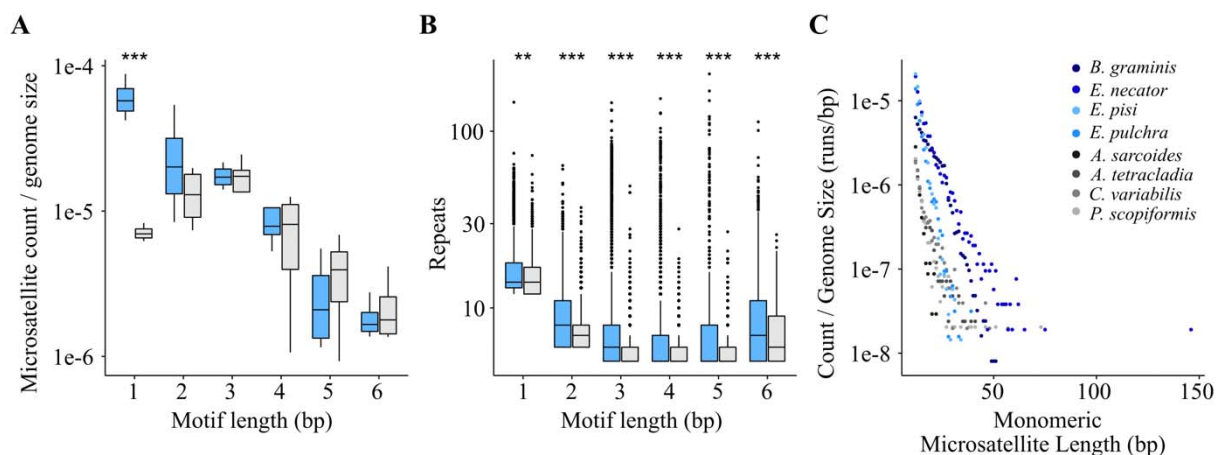 A
Microsatellite count / genome size
1e-4
1e-5
1e-6
***
1
2
3
4
5
6
Motif length (bp)
B
Repeats
100
30
10
**
***
***
***
***
***
1
2
3
4
5
6
Motif length (bp)
C
Count / Genome Size (runs/bp)
1e-5
1e-6
1e-7
1e-8
B. graminis
E. necator
E. pisi
E. pulchra
A. sarcoides
A. tetracladia
C. variabilis
P. scopiformis
50
100
150
Monomeric
Microsatellite Length (bp)